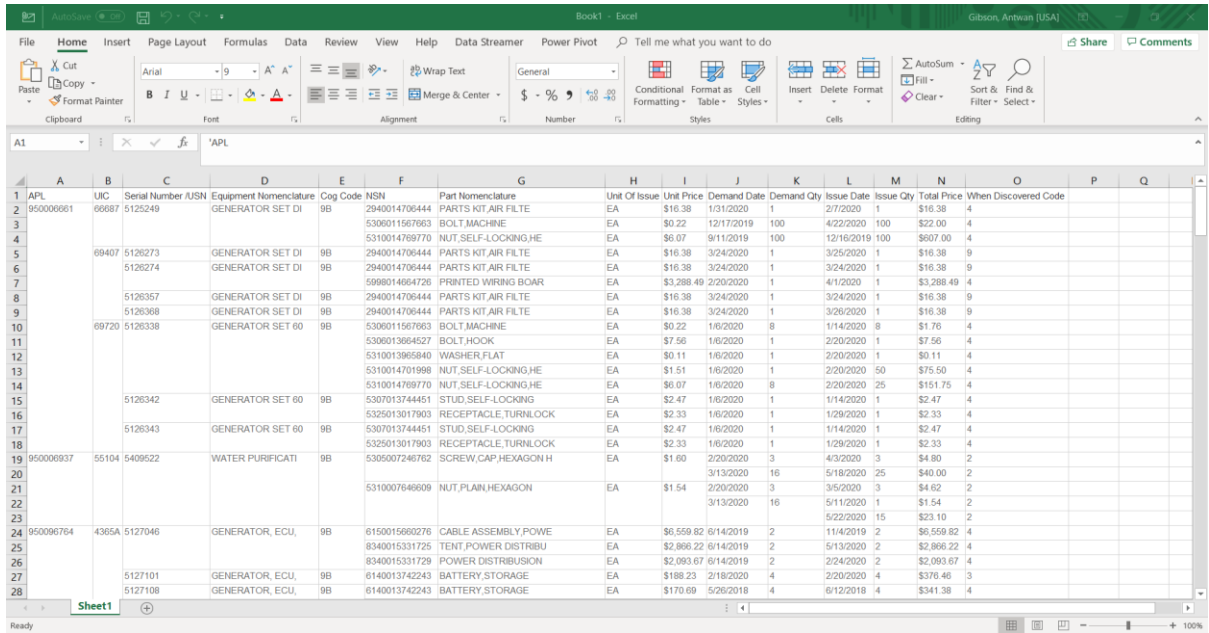 AutoSave Off Book1 - Excel Gibson, Antwan [USA]
File Home Insert Page Layout Formulas Data Review View Help Data Streamer Power Pivot Tell me what you want to do Share Comments
Paste Cut Copy Format Painter Arial 9 Wrap Text Merge & Center General Conditional Formatting Format as Table Cell Styles Insert Delete Format AutoSum Fill Clear Sort & Filter Find & Select
Clipboard Font Alignment Number Styles Cells Editing
A1 fx 'APL
A B C D E F G H I J K L M N O P Q
1 APL UIC Serial Number /USN Equipment Nomenclature Cog Code NSN Part Nomenclature Unit Of Issue Unit Price Demand Date Demand Qty Issue Date Issue Qty Total Price When Discovered Code
2 950006661 66687 5125249 GENERATOR SET DI 9B 2940014706444 PARTS KIT,AIR FILTE EA $16.38 1/31/2020 1 2/7/2020 1 $16.38 4
3 5306011567663 BOLT,MACHINE EA $0.22 12/17/2019 100 4/22/2020 100 $22.00 4
4 5310014769770 NUT,SELF-LOCKING,HE EA $6.07 9/11/2019 100 12/16/2019 100 $607.00 4
5 69407 5126273 GENERATOR SET DI 9B 2940014706444 PARTS KIT,AIR FILTE EA $16.38 3/24/2020 1 3/25/2020 1 $16.38 9
6 5126274 GENERATOR SET DI 9B 2940014706444 PARTS KIT,AIR FILTE EA $16.38 3/24/2020 1 3/24/2020 1 $16.38 9
7 5998014664726 PRINTED WIRING BOAR EA $3,288.49 2/20/2020 1 4/1/2020 1 $3,288.49 4
8 5126357 GENERATOR SET DI 9B 2940014706444 PARTS KIT,AIR FILTE EA $16.38 3/24/2020 1 3/24/2020 1 $16.38 9
9 5126368 GENERATOR SET DI 9B 2940014706444 PARTS KIT,AIR FILTE EA $16.38 3/24/2020 1 3/26/2020 1 $16.38 9
10 69720 5126338 GENERATOR SET 60 9B 5306011567663 BOLT,MACHINE EA $0.22 1/6/2020 8 1/14/2020 8 $1.76 4
11 5306013664527 BOLT,HOOK EA $7.56 1/6/2020 1 2/20/2020 1 $7.56 4
12 5310013965840 WASHER,FLAT EA $0.11 1/6/2020 1 2/20/2020 1 $0.11 4
13 5310014701998 NUT,SELF-LOCKING,HE EA $1.51 1/6/2020 1 2/20/2020 50 $75.50 4
14 5310014769770 NUT,SELF-LOCKING,HE EA $6.07 1/6/2020 8 2/20/2020 25 $151.75 4
15 5126342 GENERATOR SET 60 9B 5307013744451 STUD,SELF-LOCKING EA $2.47 1/6/2020 1 1/14/2020 1 $2.47 4
16 5325013017903 RECEPTACLE,TURNLOCK EA $2.33 1/6/2020 1 1/29/2020 1 $2.33 4
17 5126343 GENERATOR SET 60 9B 5307013744451 STUD,SELF-LOCKING EA $2.47 1/6/2020 1 1/14/2020 1 $2.47 4
18 5325013017903 RECEPTACLE,TURNLOCK EA $2.33 1/6/2020 1 1/29/2020 1 $2.33 4
19 950006937 55104 5409522 WATER PURIFICATI 9B 5305007246762 SCREW,CAP,HEXAGON H EA $1.60 2/20/2020 3 4/3/2020 3 $4.80 2
20 3/13/2020 16 5/18/2020 25 $40.00 2
21 5310007646609 NUT,PLAIN,HEXAGON EA $1.54 2/20/2020 3 3/5/2020 3 $4.62 2
22 3/13/2020 16 5/11/2020 1 $1.54 2
23 5/22/2020 15 $23.10 2
24 950096764 4365A 5127046 GENERATOR, ECU, 9B 6150015660276 CABLE ASSEMBLY,POWE EA $6,559.82 6/14/2019 2 11/4/2019 2 $6,559.82 4
25 8340015331725 TENT,POWER DISTRIBU EA $2,866.22 6/14/2019 2 5/13/2020 2 $2,866.22 4
26 8340015331729 POWER DISTRIBUSION EA $2,093.67 6/14/2019 2 2/24/2020 2 $2,093.67 4
27 5127101 GENERATOR, ECU, 9B 6140013742243 BATTERY,STORAGE EA $188.23 2/18/2020 4 2/20/2020 4 $376.46 3
28 5127108 GENERATOR, ECU, 9B 6140013742243 BATTERY,STORAGE EA $170.69 5/26/2018 4 6/12/2018 4 $341.38 4
Sheet1
Ready 100%